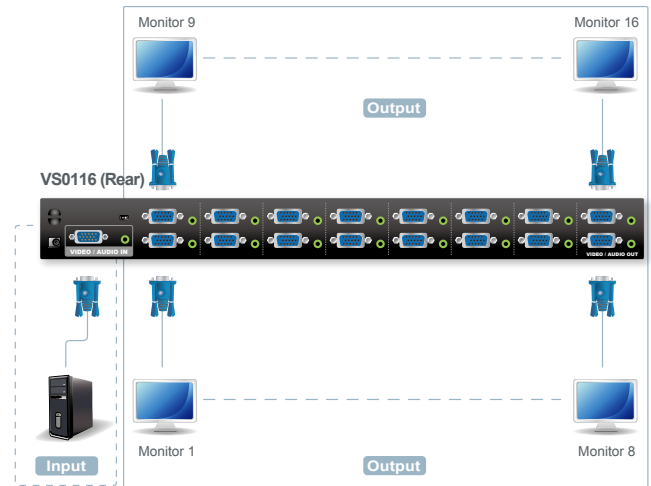 Monitor 9
Monitor 16
Output
VS0116 (Rear)
VIDEO / AUDIO IN
VIDEO / AUDIO OUT
Monitor 1
Monitor 8
Input
Output